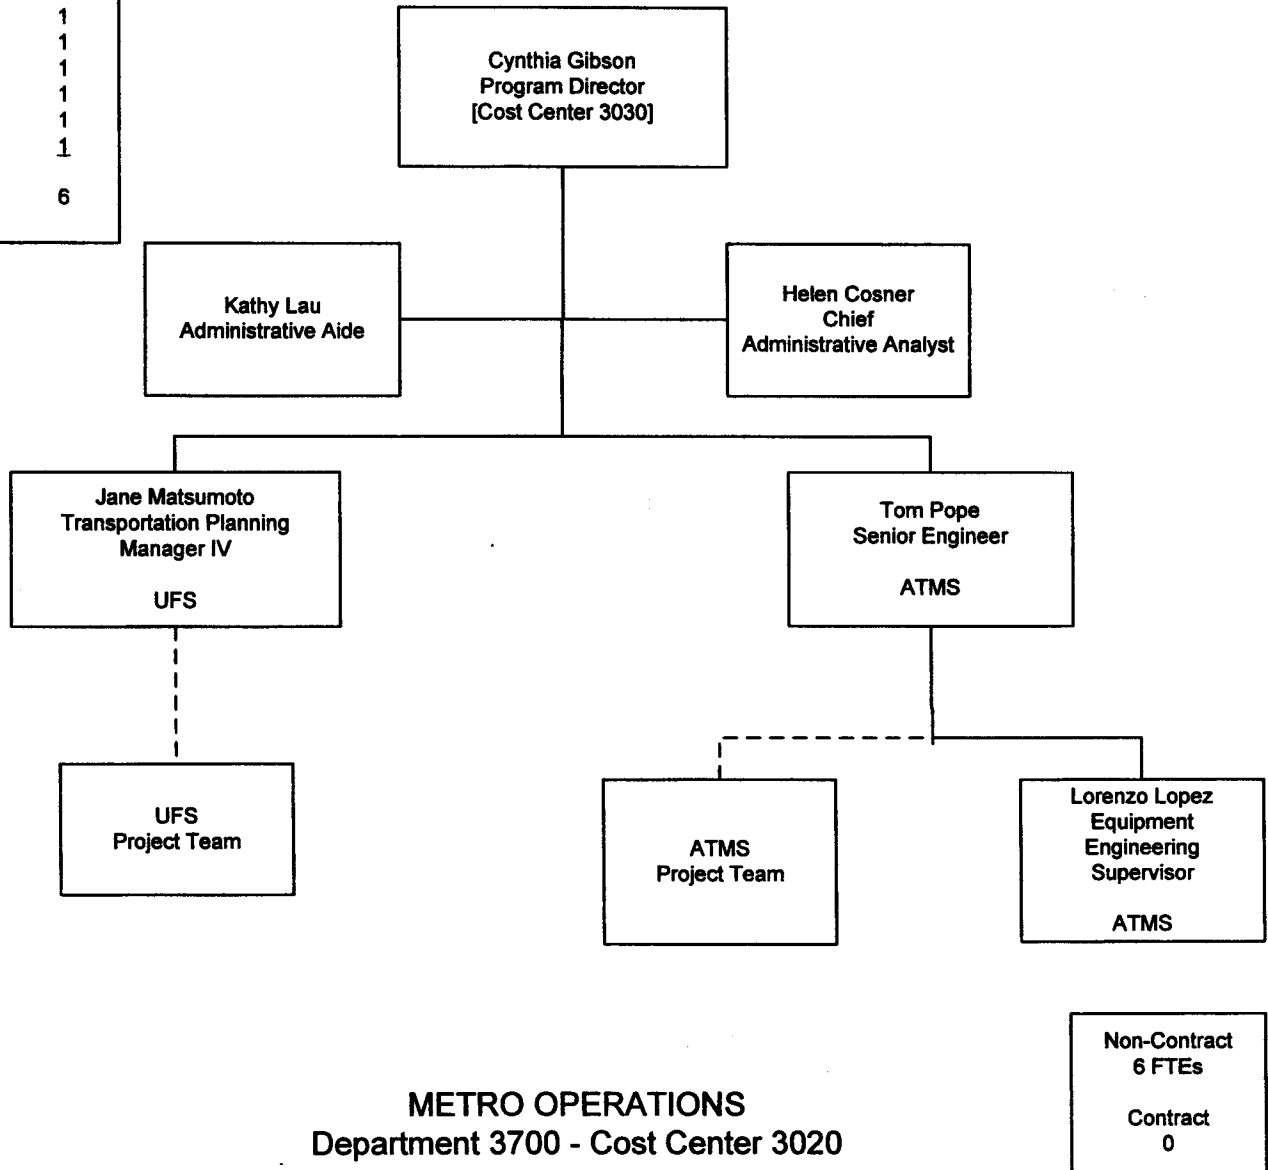 1
1
1
1
1
1
6
Cynthia Gibson
Program Director
[Cost Center 3030]
Kathy Lau
Administrative Aide
Helen Cosner
Chief
Administrative Analyst
Jane Matsumoto
Transportation Planning
Manager IV
UFS
Tom Pope
Senior Engineer
ATMS
UFS
Project Team
ATMS
Project Team
Lorenzo Lopez
Equipment
Engineering
Supervisor
ATMS
Non-Contract
6 FTEs
Contract
0
METRO OPERATIONS
Department 3700 - Cost Center 3020